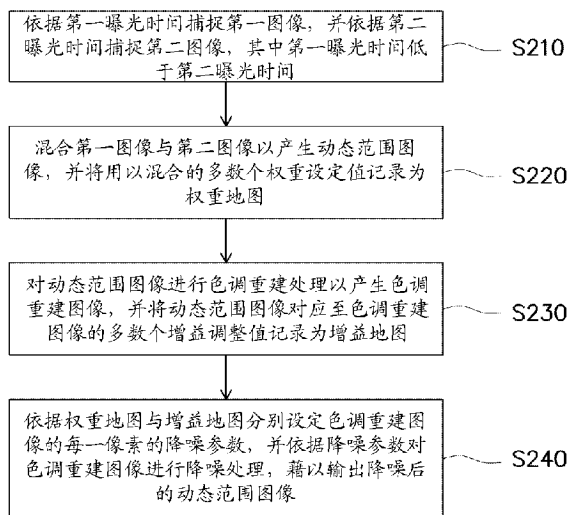 依据第一曝光时间捕捉第一图像，并依据第二
曝光时间捕捉第二图像，其中第一曝光时间低
于第二曝光时间
S210
混合第一图像与第二图像以产生动态范围图
像，并将用以混合的多数个权重设定值记录为
权重地图
S220
对动态范围图像进行色调重建处理以产生色调
重建图像，并将动态范围图像对应至色调重建
图像的多数个增益调整值记录为增益地图
S230
依据权重地图与增益地图分别设定色调重建图
像的每一像素的降噪参数，并依据降噪参数对
色调重建图像进行降噪处理，藉以输出降噪后
的动态范围图像
S240